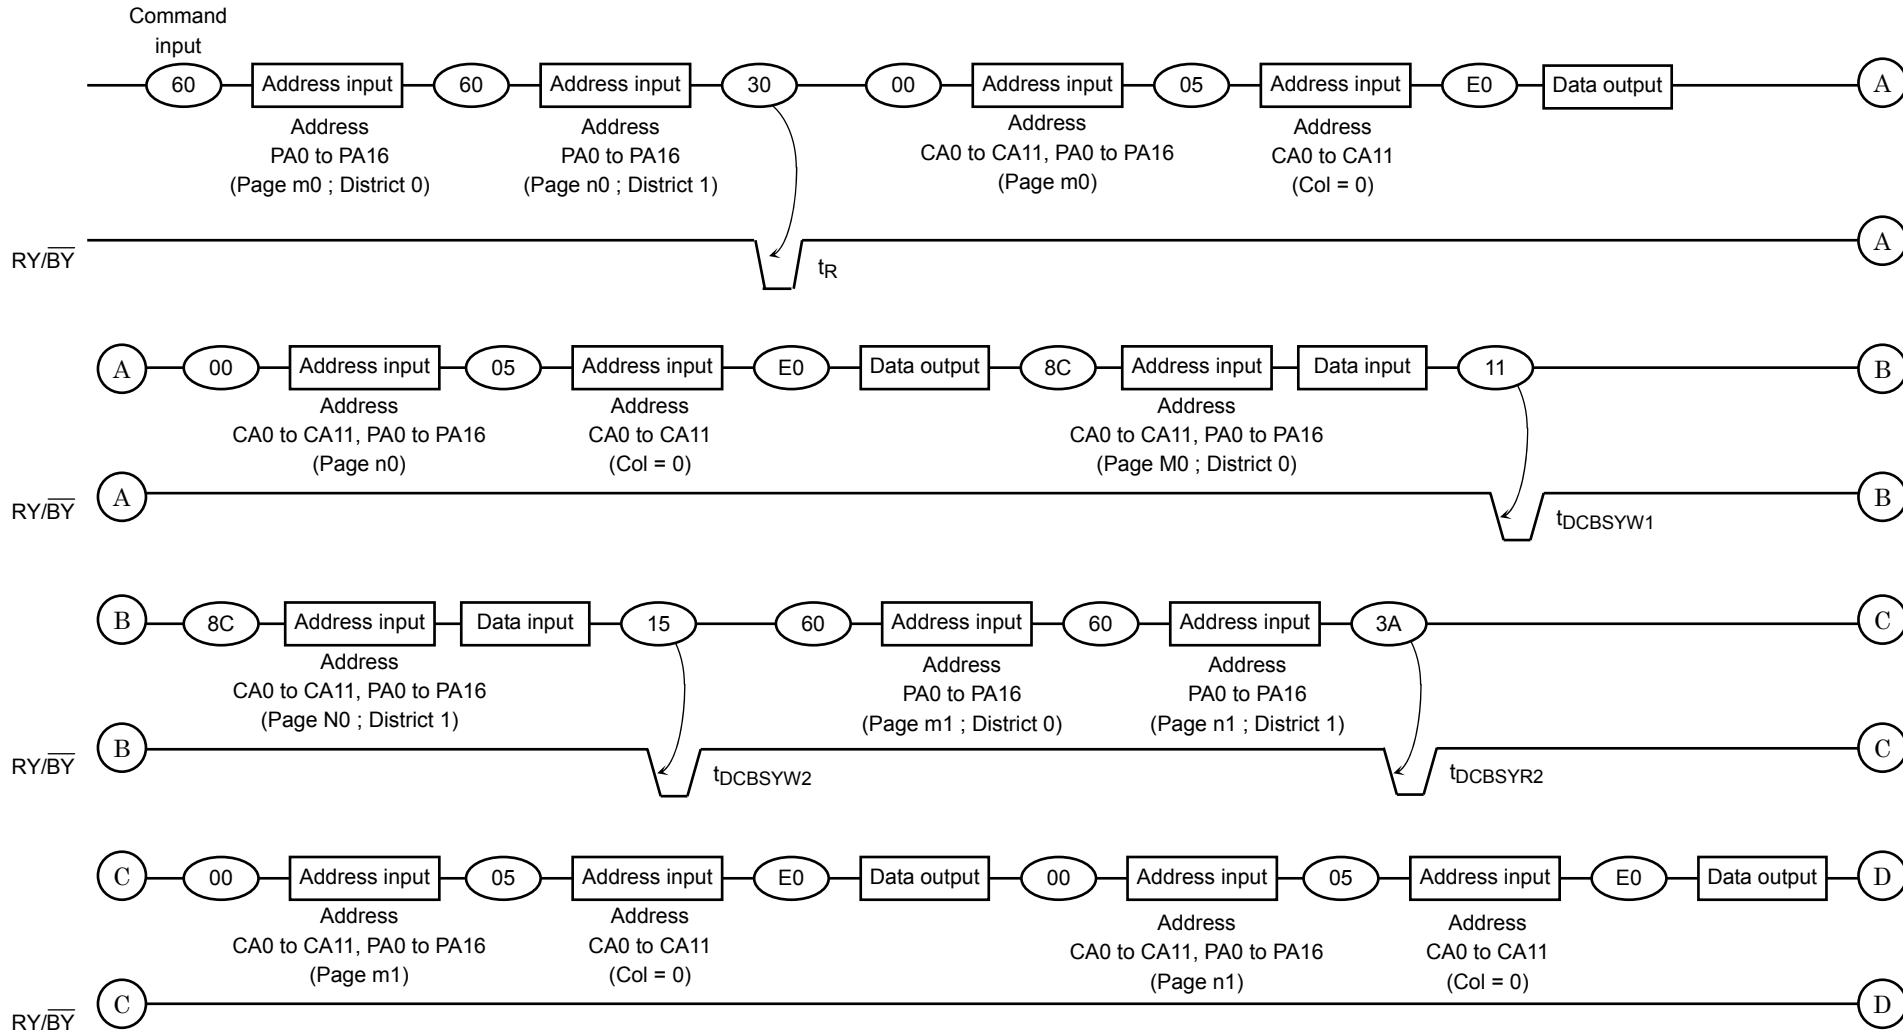 Command
input
60 Address input 60 Address input 30 00 Address input 05 Address input E0 Data output A
Address
PA0 to PA16
(Page m0 ; District 0)
Address
PA0 to PA16
(Page n0 ; District 1)
Address
CA0 to CA11, PA0 to PA16
(Page m0)
Address
CA0 to CA11
(Col = 0)
RY/BY tR A
A 00 Address input 05 Address input E0 Data output 8C Address input Data input 11 B
Address
CA0 to CA11, PA0 to PA16
(Page n0)
Address
CA0 to CA11
(Col = 0)
Address
CA0 to CA11, PA0 to PA16
(Page M0 ; District 0)
RY/BY A tDCBSYW1 B
B 8C Address input Data input 15 60 Address input 60 Address input 3A C
Address
CA0 to CA11, PA0 to PA16
(Page N0 ; District 1)
Address
PA0 to PA16
(Page m1 ; District 0)
Address
PA0 to PA16
(Page n1 ; District 1)
RY/BY B tDCBSYW2 tDCBSYR2 C
C 00 Address input 05 Address input E0 Data output 00 Address input 05 Address input E0 Data output D
Address
CA0 to CA11, PA0 to PA16
(Page m1)
Address
CA0 to CA11
(Col = 0)
Address
CA0 to CA11, PA0 to PA16
(Page n1)
Address
CA0 to CA11
(Col = 0)
RY/BY C D